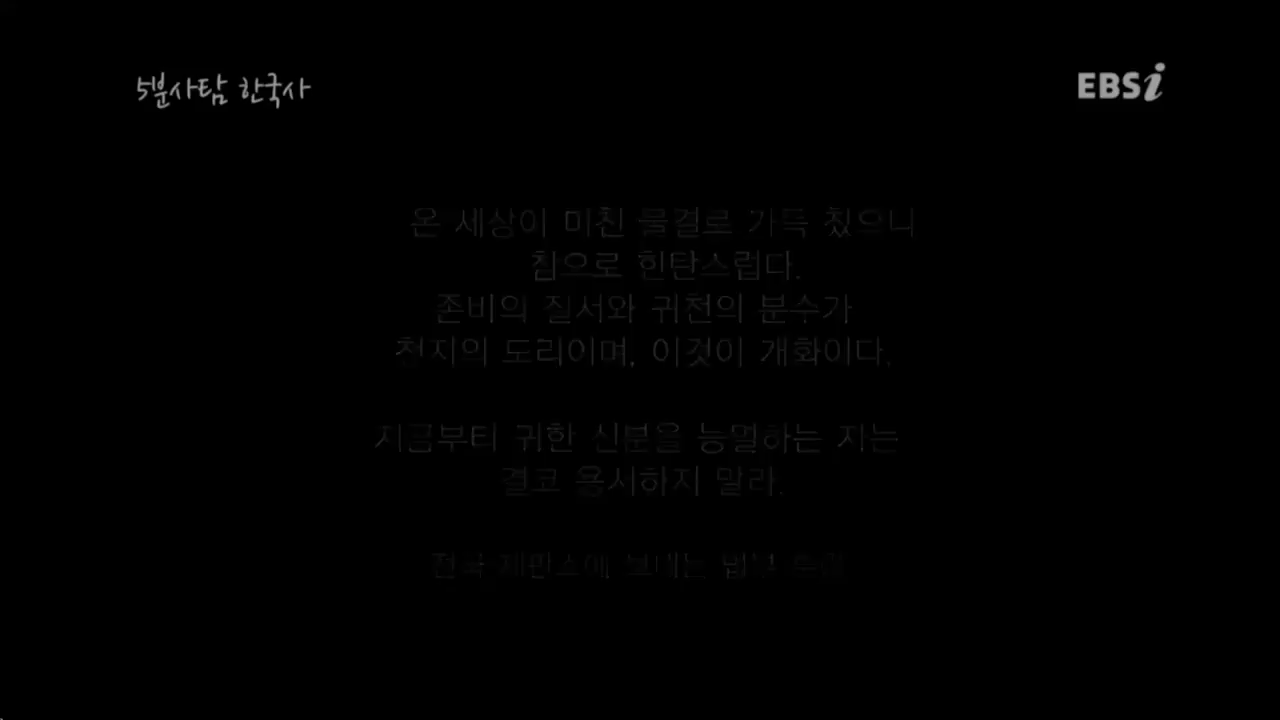 5분사탐 한국사
EBSi
온 세상이 미친 물결로 가득 찼으니
참으로 한탄스럽다.
존비의 질서와 귀천의 분수가
천지의 도리이며, 이것이 개화이다.
지금부터 귀한 신분을 능멸하는 자는
결코 용서하지 말라.
보내는